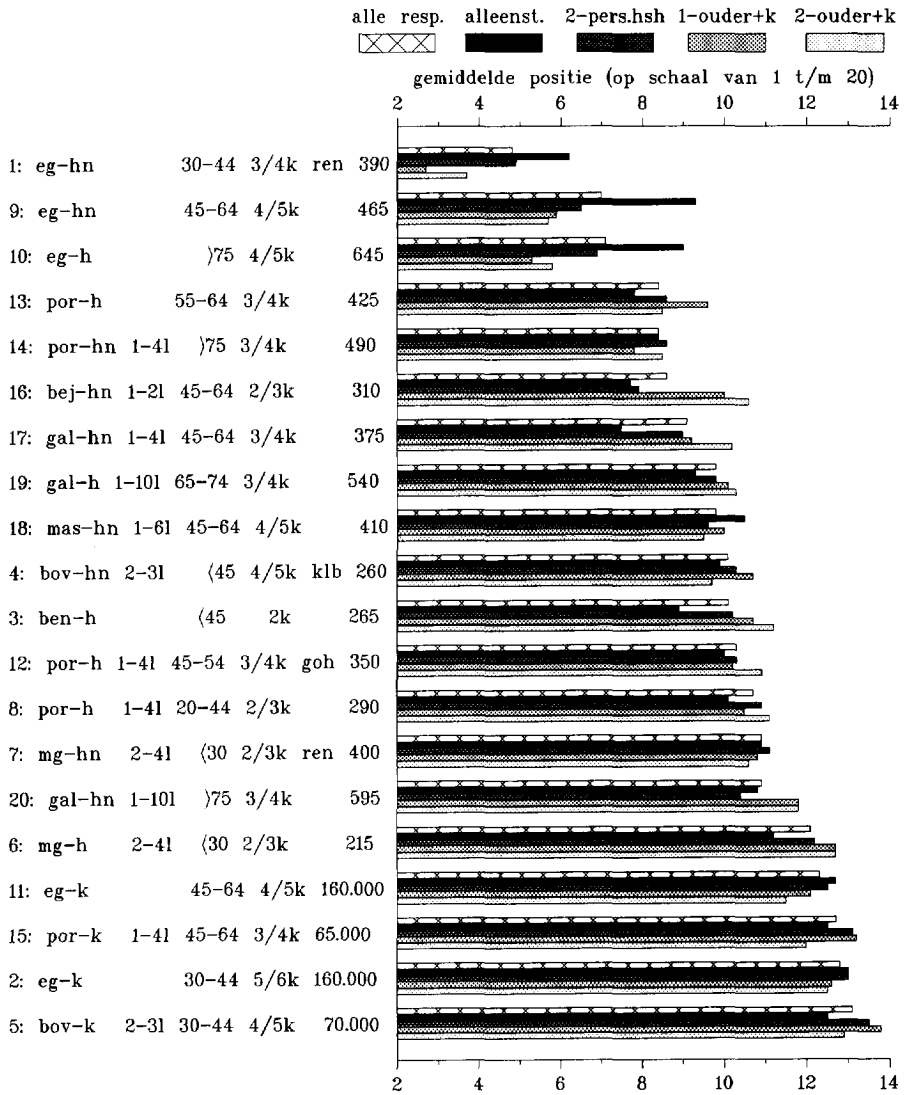 alle resp. alleenst. 2-pers.hsh 1-ouder+k 2-ouder+k
gemiddelde positie (op schaal van 1 t/m 20)
2 4 6 8 10 12 14
1: eg-hn 30-44 3/4k ren 390
9: eg-hn 45-64 4/5k 465
10: eg-h ⟩75 4/5k 645
13: por-h 55-64 3/4k 425
14: por-hn 1-4l ⟩75 3/4k 490
16: bej-hn 1-2l 45-64 2/3k 310
17: gal-hn 1-4l 45-64 3/4k 375
19: gal-h 1-10l 65-74 3/4k 540
18: mas-hn 1-6l 45-64 4/5k 410
4: bov-hn 2-3l ⟨45 4/5k klb 260
3: ben-h ⟨45 2k 265
12: por-h 1-4l 45-54 3/4k goh 350
8: por-h 1-4l 20-44 2/3k 290
7: mg-hn 2-4l ⟨30 2/3k ren 400
20: gal-hn 1-10l ⟩75 3/4k 595
6: mg-h 2-4l ⟨30 2/3k 215
11: eg-k 45-64 4/5k 160.000
15: por-k 1-4l 45-64 3/4k 65.000
2: eg-k 30-44 5/6k 160.000
5: bov-k 2-3l 30-44 4/5k 70.000
2 4 6 8 10 12 14